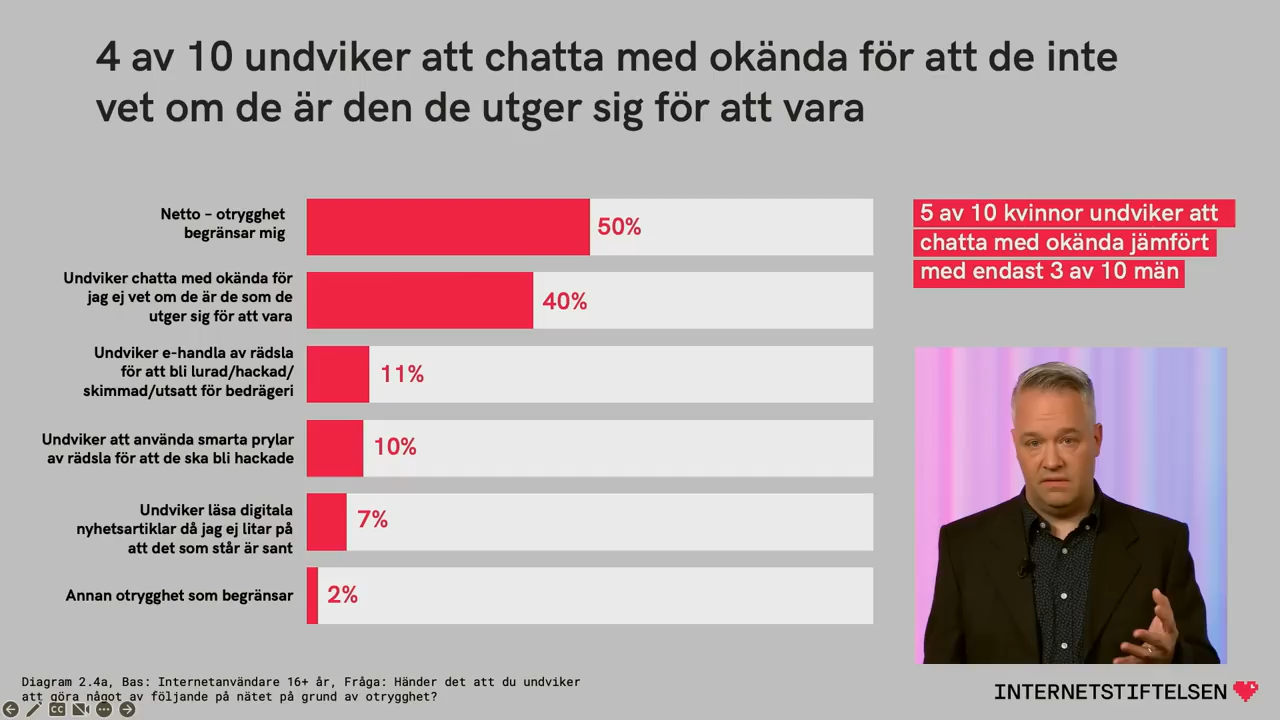 4 av 10 undviker att chatta med okända för att de inte
vet om de är den de utger sig för att vara
Netto – otrygghet
begränsar mig
50%
Undviker chatta med okända för
jag ej vet om de är de som de
utger sig för att vara
40%
Undviker e-handla av rädsla
för att bli lurad/hackad/
skimmad/utsatt för bedrägeri
11%
Undviker att använda smarta prylar
av rädsla för att de ska bli hackade
10%
Undviker läsa digitala
nyhetsartiklar då jag ej litar på
att det som står är sant
7%
Annan otrygghet som begränsar
2%
5 av 10 kvinnor undviker att
chatta med okända jämfört
med endast 3 av 10 män
Diagram 2.4a, Bas: Internetanvändare 16+ år, Fråga: Händer det att du undviker
att göra något av följande på nätet på grund av otrygghet?
CC
INTERNETSTIFTELSEN